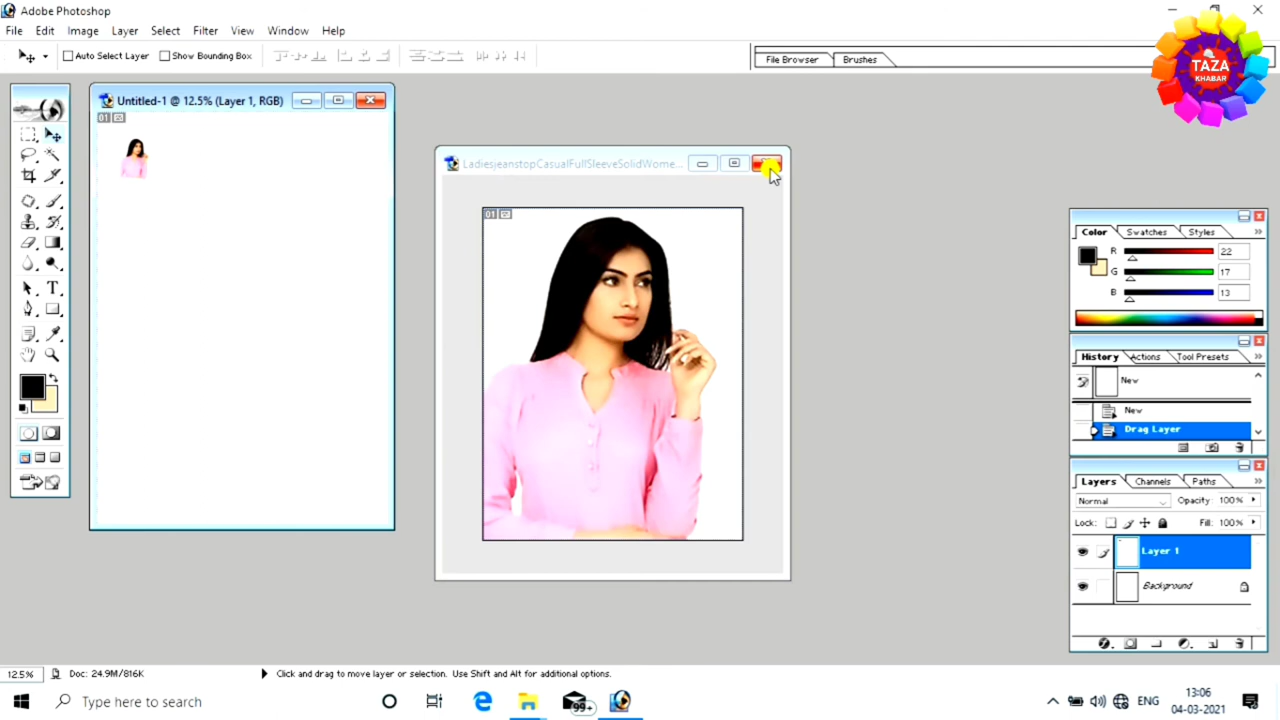 Adobe Photoshop
File Edit Image Layer Select Filter View Window Help
Auto Select Layer Show Bounding Box
File Browser Brushes
TAZA
KHABAR
Untitled-1 @ 12.5% (Layer 1, RGB)
01
LadiesjeanstopCasualFullSleeveSolidWome...
01
Color Swatches Styles
R 22
G 17
B 13
History Actions Tool Presets
New
New
Drag Layer
Layers Channels Paths
Normal Opacity: 100%
Lock: Fill: 100%
Layer 1
Background
12.5% Doc: 24.9M/816K Click and drag to move layer or selection. Use Shift and Alt for additional options.
Type here to search
99+
ENG
13:06
04-03-2021